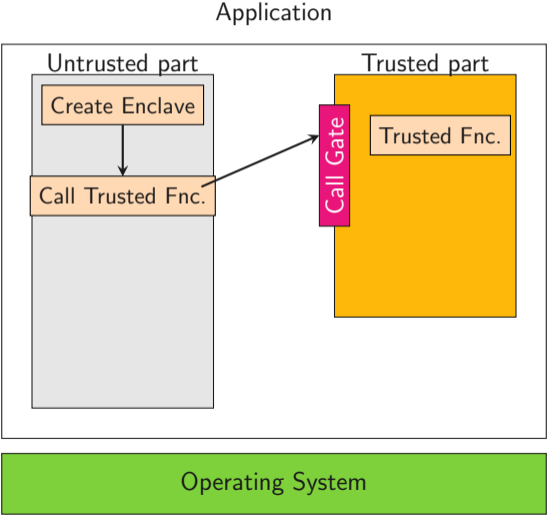 Application
Untrusted part
Trusted part
Create Enclave
Call Trusted Fnc.
Call Gate
Trusted Fnc.
Operating System